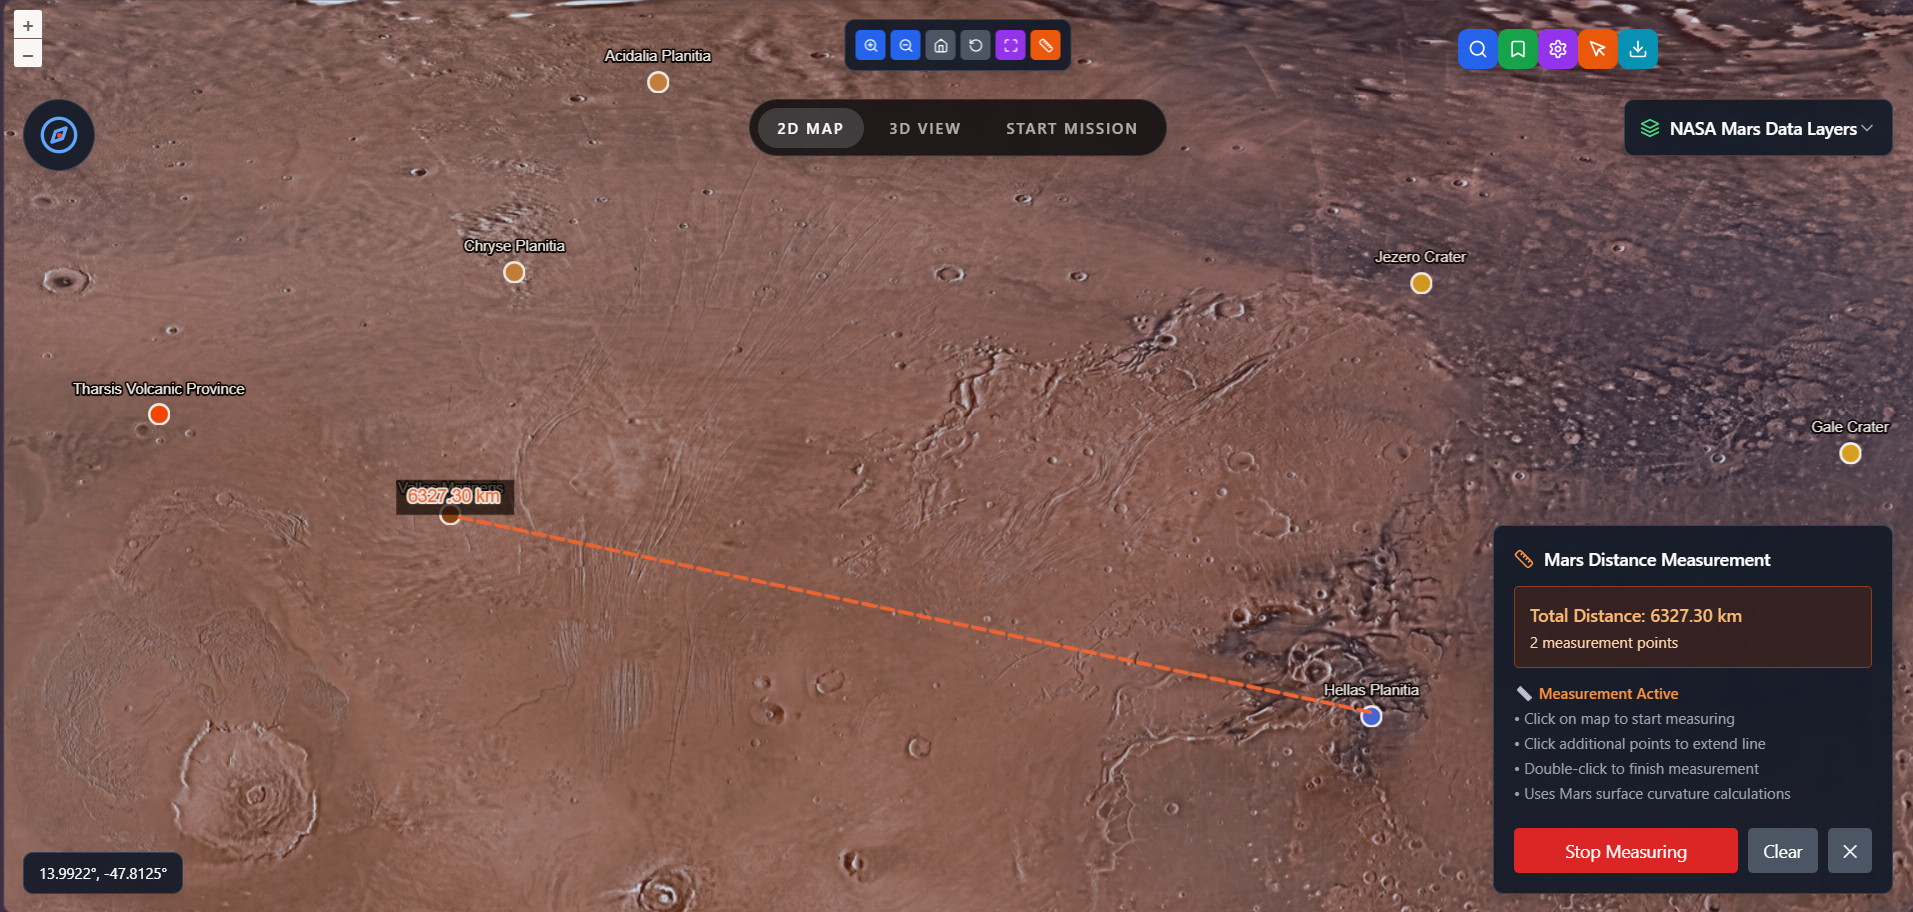 +
−
Acidalia Planitia
2D MAP
3D VIEW
START MISSION
NASA Mars Data Layers
Chryse Planitia
Jezero Crater
Tharsis Volcanic Province
Gale Crater
Valles Marineris
6327.30 km
Hellas Planitia
Mars Distance Measurement
Total Distance: 6327.30 km
2 measurement points
Measurement Active
• Click on map to start measuring
• Click additional points to extend line
• Double-click to finish measurement
• Uses Mars surface curvature calculations
Stop Measuring
Clear
13.9922°, -47.8125°